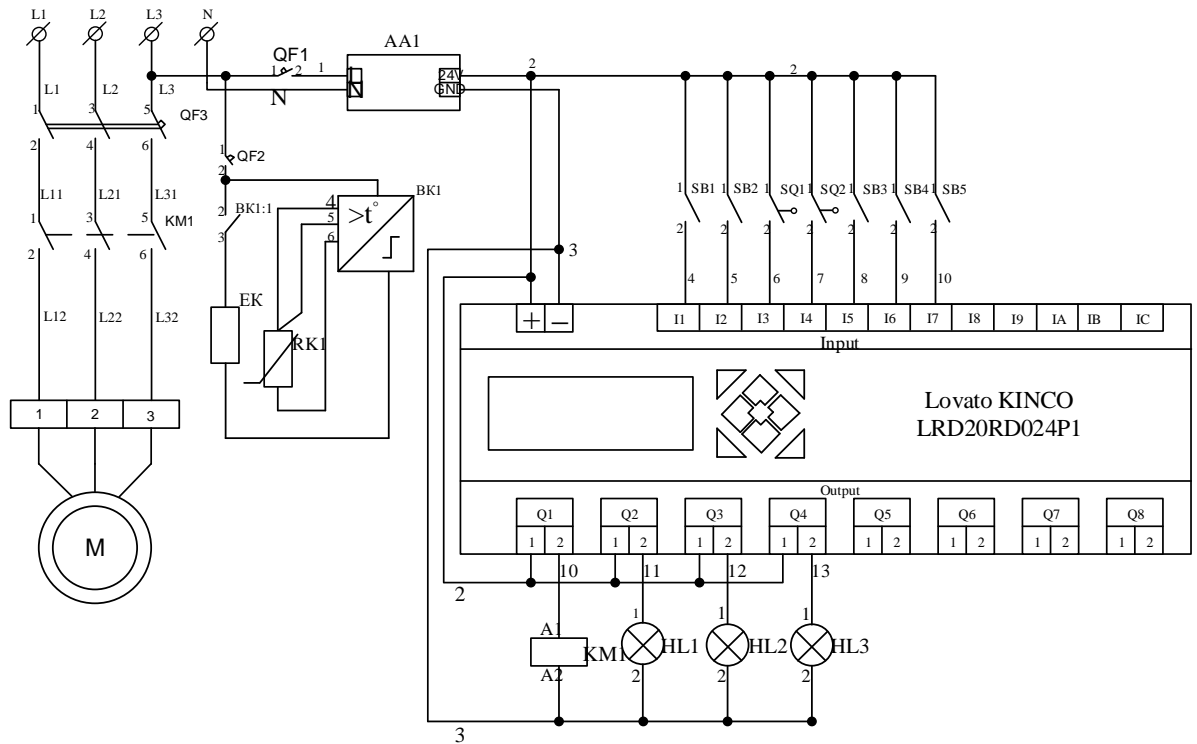 L1 L2 L3 N
AA1
QF1
1 2 1 L 24V 2 2
N N GND
L1 L2 L3
1 3 5 QF3
2 4 6
1 QF2
2
L11 L21 L31
2 BK1:1
3
BK1
4 >t°
5
6
1 3 5 KM1
2 4 6
1 SB1 1 SB2 1 SQ1 1 SQ2 1 SB3 1 SB4 1 SB5
2 2 2 2 2 2 2
3
4 5 6 7 8 9 10
L12 L22 L32
EK
RK1
+ −
I1 I2 I3 I4 I5 I6 I7 I8 I9 IA IB IC
Input
Lovato KINCO
LRD20RD024P1
1 2 3
M
Output
Q1 Q2 Q3 Q4 Q5 Q6 Q7 Q8
1 2 1 2 1 2 1 2 1 2 1 2 1 2 1 2
10 11 12 13
2
A1 1 1 1
KM1 HL1 HL2 HL3
A2 2 2 2
3